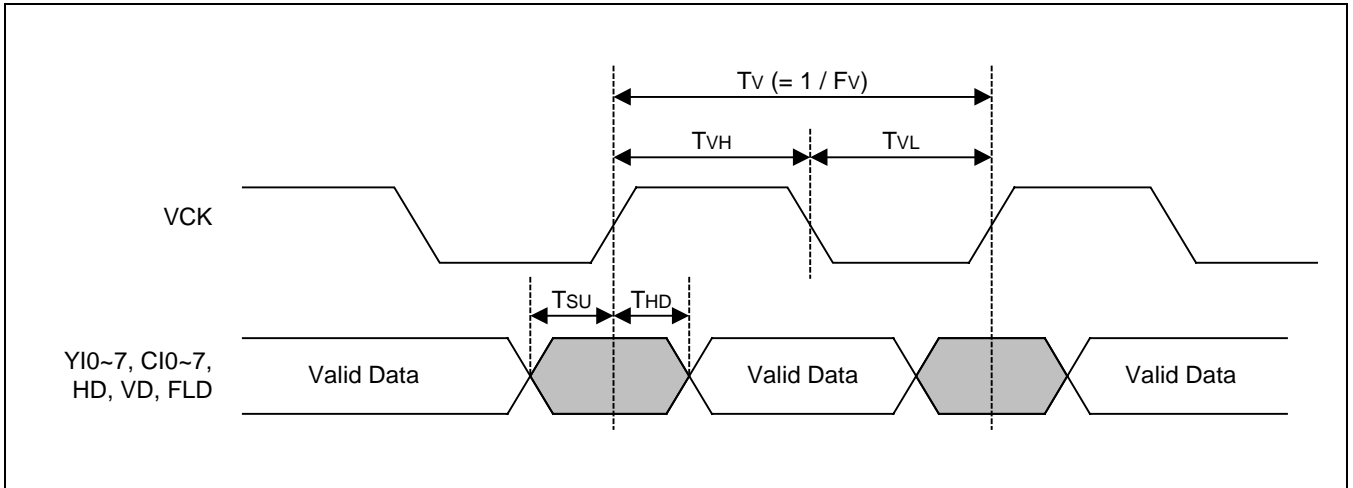 TV (= 1 / FV)
TVH
TVL
VCK
TSU
THD
YI0~7, CI0~7,
HD, VD, FLD
Valid Data
Valid Data
Valid Data